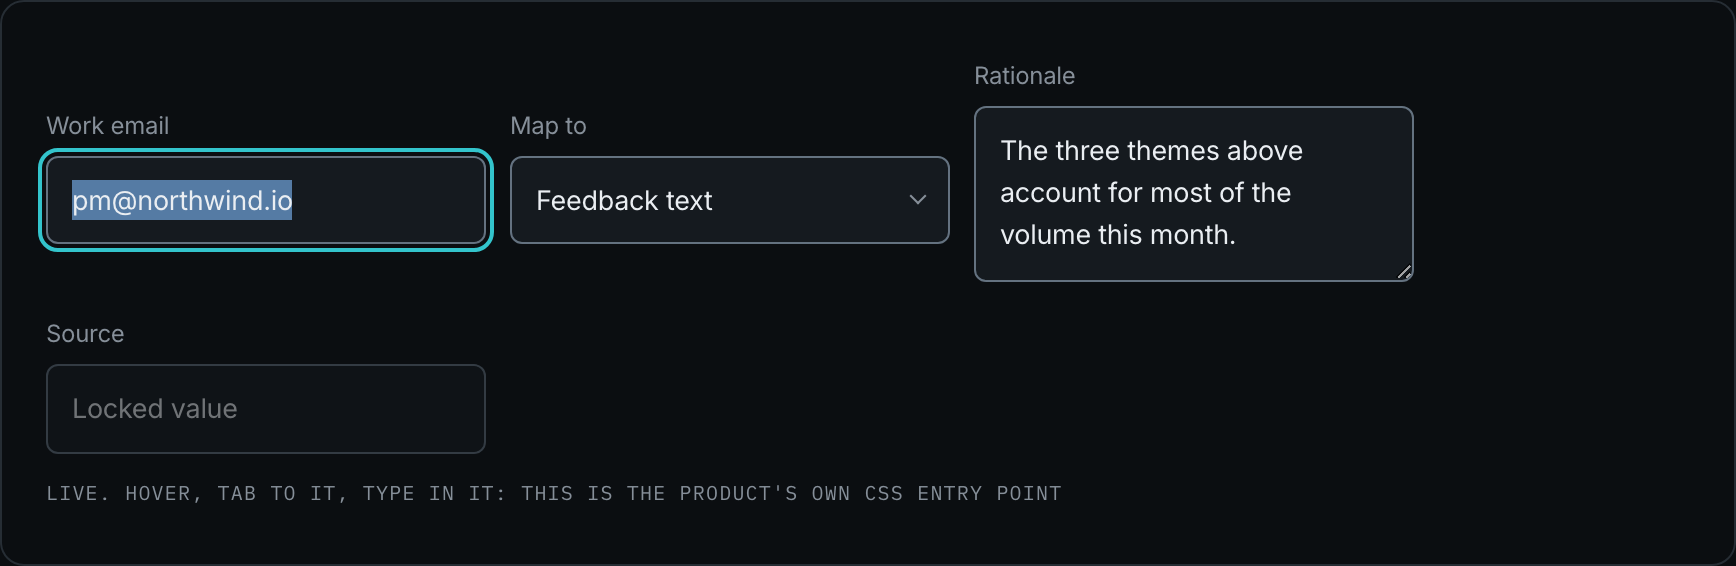 Work email
pm@northwind.io
Map to
Feedback text
Rationale
The three themes above
account for most of the
volume this month.
Source
Locked value
LIVE. HOVER, TAB TO IT, TYPE IN IT: THIS IS THE PRODUCT'S OWN CSS ENTRY POINT